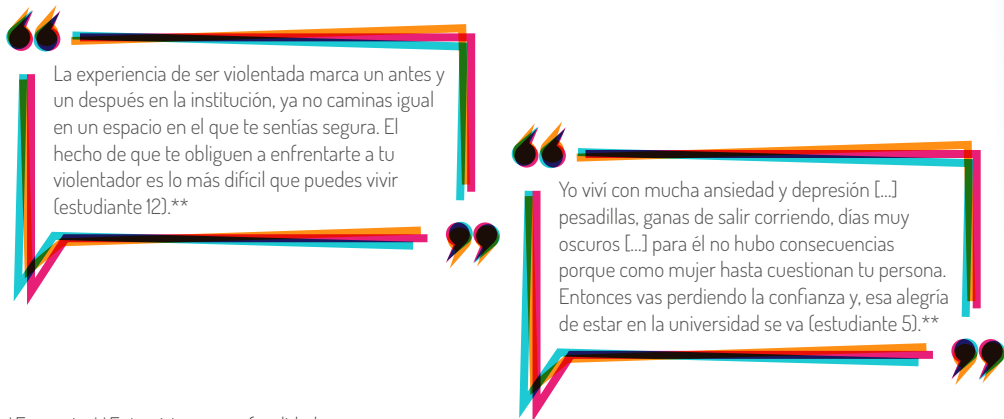 La experiencia de ser violentada marca un antes y
un después en la institución, ya no caminas igual
en un espacio en el que te sentías segura. El
hecho de que te obliguen a enfrentarte a tu
violentador es lo más difícil que puedes vivir
(estudiante 12).**
Yo viví con mucha ansiedad y depresión [...]
pesadillas, ganas de salir corriendo, días muy
oscuros [...] para él no hubo consecuencias
porque como mujer hasta cuestionan tu persona.
Entonces vas perdiendo la confianza y, esa alegría
de estar en la universidad se va (estudiante 5).**